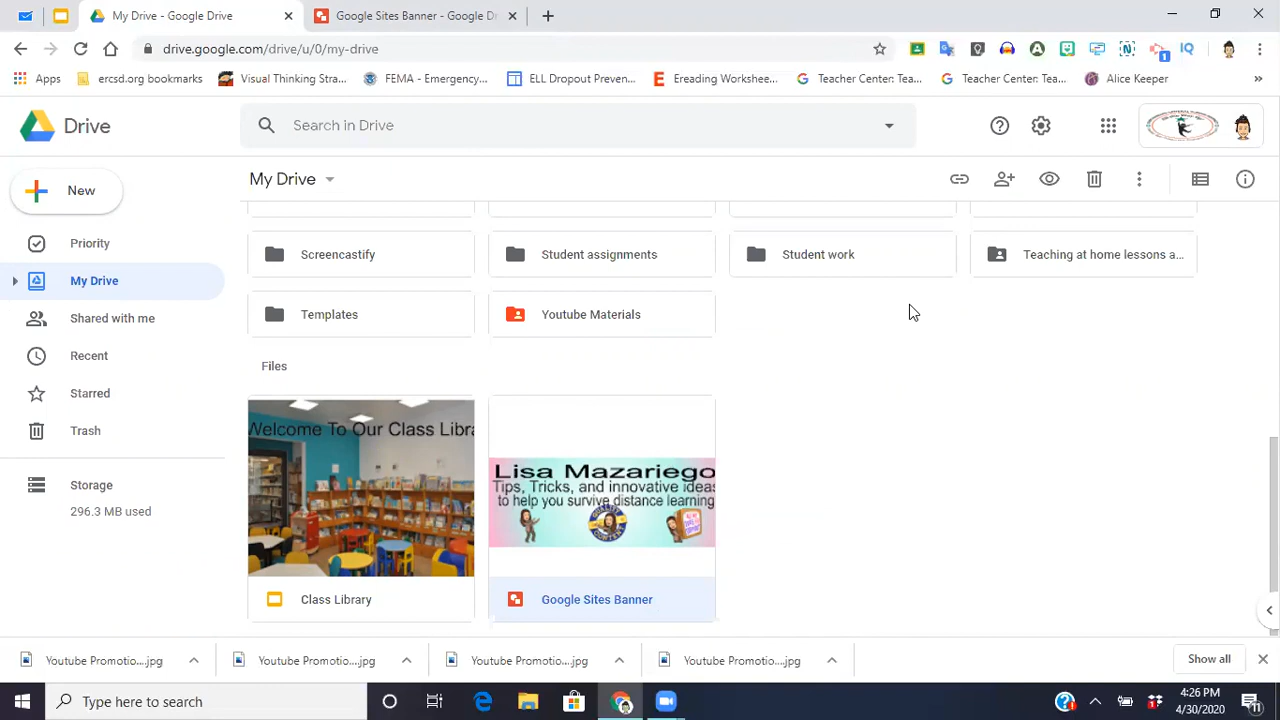 My Drive - Google Drive
Google Sites Banner - Google D
drive.google.com/drive/u/0/my-drive
Apps
ercsd.org bookmarks
Visual Thinking Stra...
FEMA - Emergency...
ELL Dropout Preven...
Ereading Workshee...
Teacher Center: Tea...
Teacher Center: Tea...
Alice Keeper
Drive
Search in Drive
New
My Drive
Priority
My Drive
Shared with me
Recent
Starred
Trash
Storage
296.3 MB used
Screencastify
Student assignments
Student work
Teaching at home lessons a...
Templates
Youtube Materials
Files
Welcome To Our Class Libra
Class Library
Lisa Mazariego
Tips, Tricks, and innovative ideas
to help you survive distance learning
Google Sites Banner
Youtube Promotio....jpg
Youtube Promotio....jpg
Youtube Promotio....jpg
Youtube Promotio....jpg
Show all
Type here to search
4:26 PM
4/30/2020